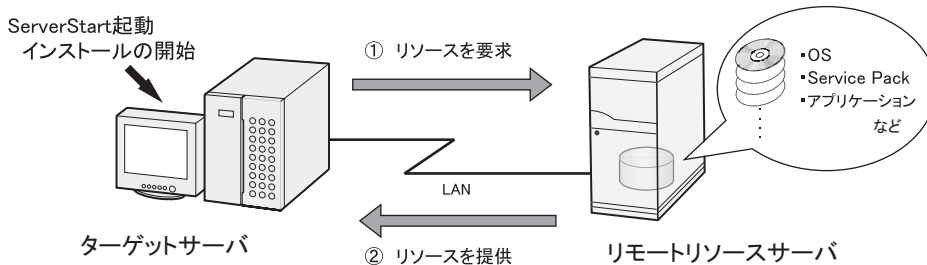 ServerStart起動
インストールの開始
① リソースを要求
・OS
・Service Pack
・アプリケーション
など
LAN
② リソースを提供
ターゲットサーバ
リモートリソースサーバ